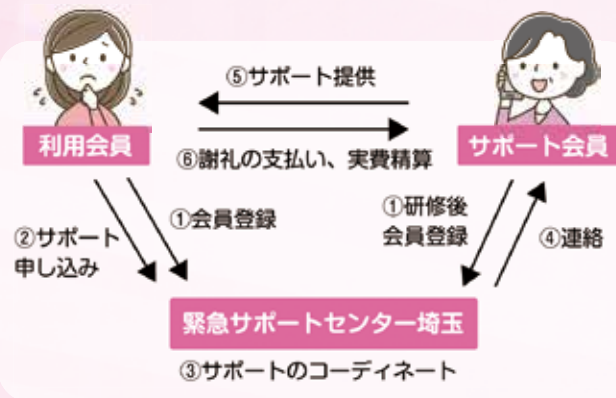 ⑤サポート提供
利用会員
サポート会員
⑥謝礼の支払い、実費精算
②サポート
申し込み
①会員登録
①研修後
会員登録
④連絡
緊急サポートセンター埼玉
③サポートのコーディネート